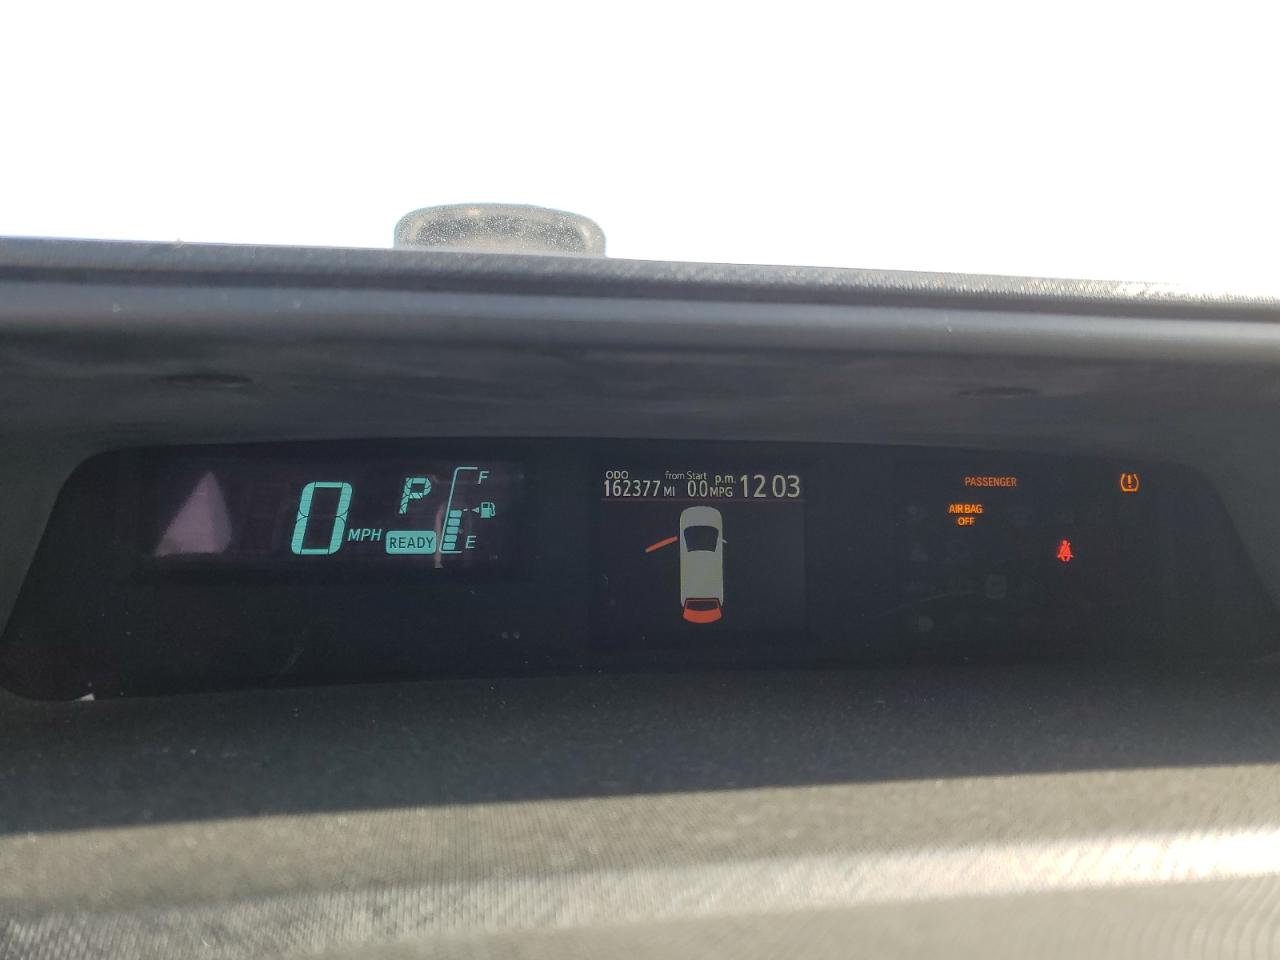 0 MPH
P
READY
F
E
ODO
162377 MI
from Start
0.0 MPG
p.m.
12 03
PASSENGER
AIR BAG
OFF